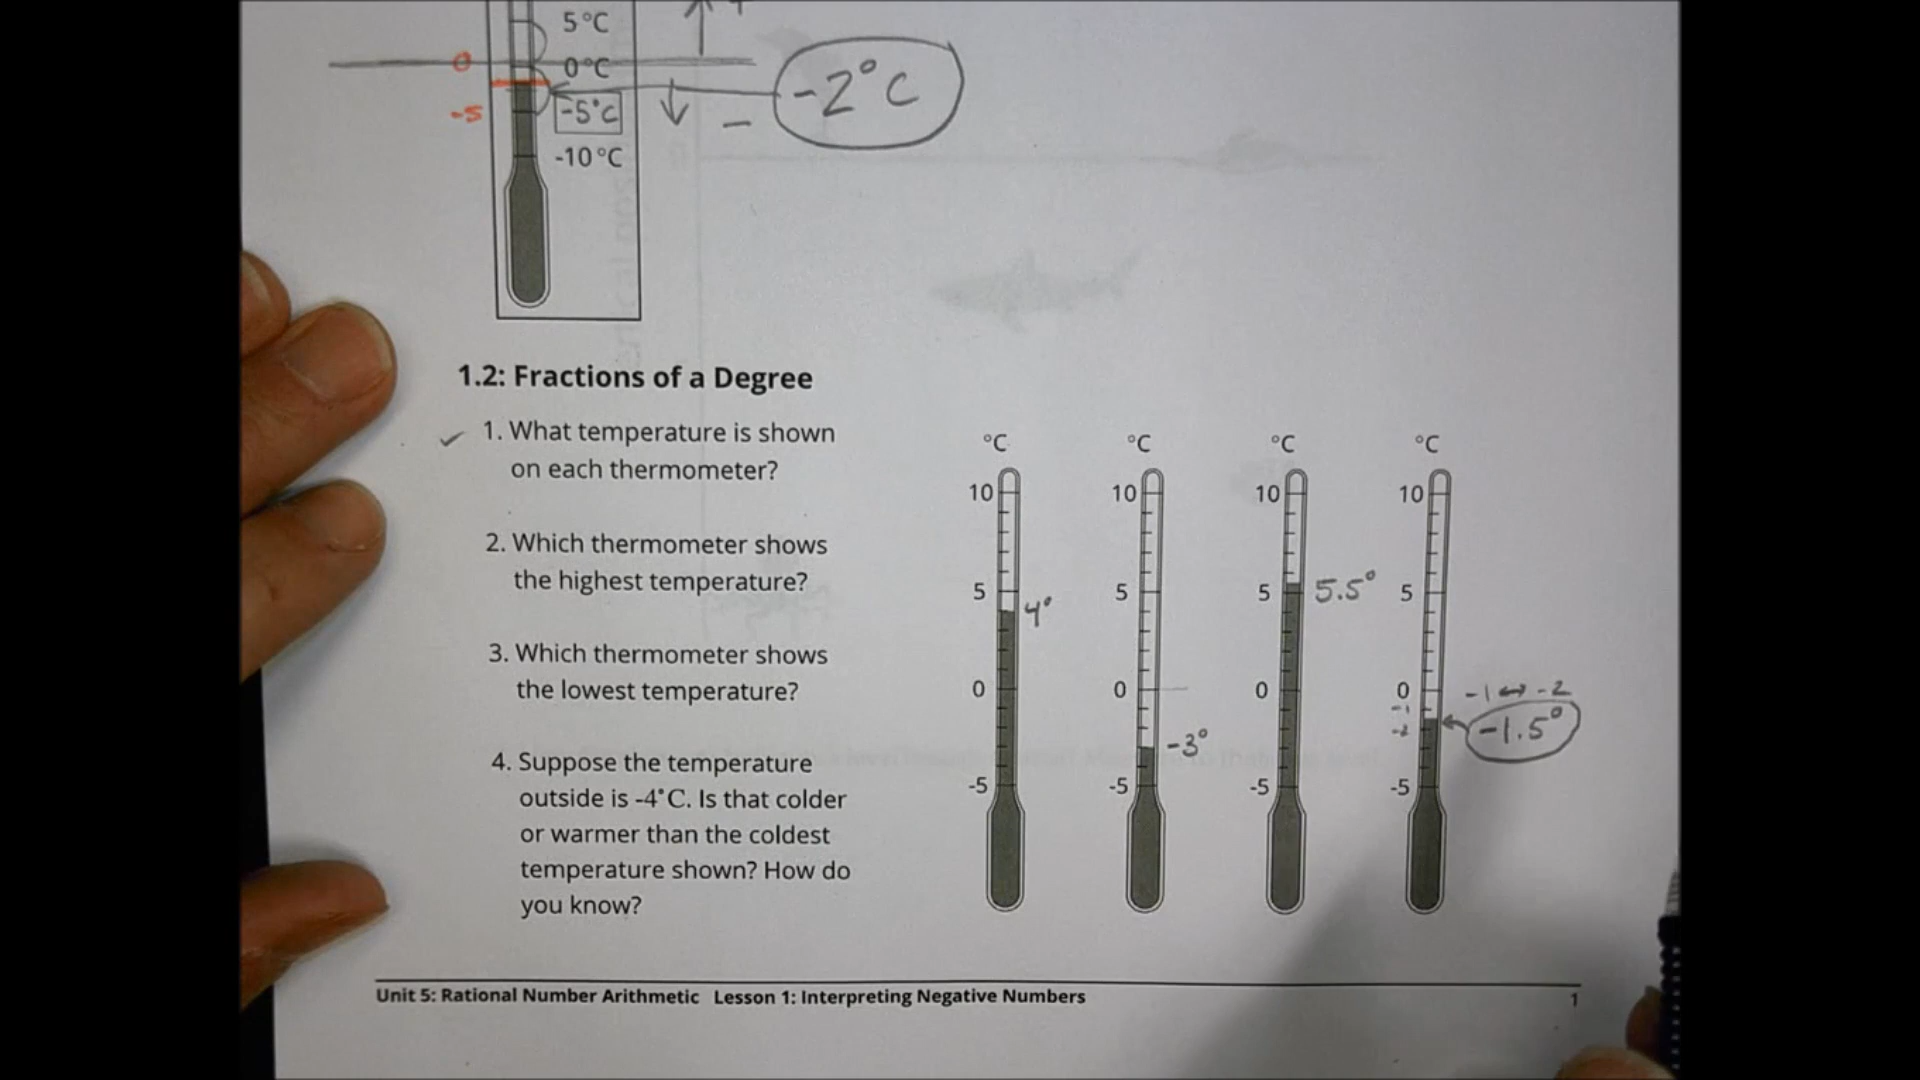 5°C
0
0°C
-2°C
-5
-5°C
−
-10°C
1.2: Fractions of a Degree
✓ 1. What temperature is shown
on each thermometer?
2. Which thermometer shows
the highest temperature?
3. Which thermometer shows
the lowest temperature?
4. Suppose the temperature
outside is -4°C. Is that colder
or warmer than the coldest
temperature shown? How do
you know?
°C °C °C °C
10 10 10 10
5 5 5 5.5° 5
4°
0 0 0 0 -1 ↔ -2
-1
-2 -1.5°
-3°
-5 -5 -5 -5
Unit 5: Rational Number Arithmetic Lesson 1: Interpreting Negative Numbers 1